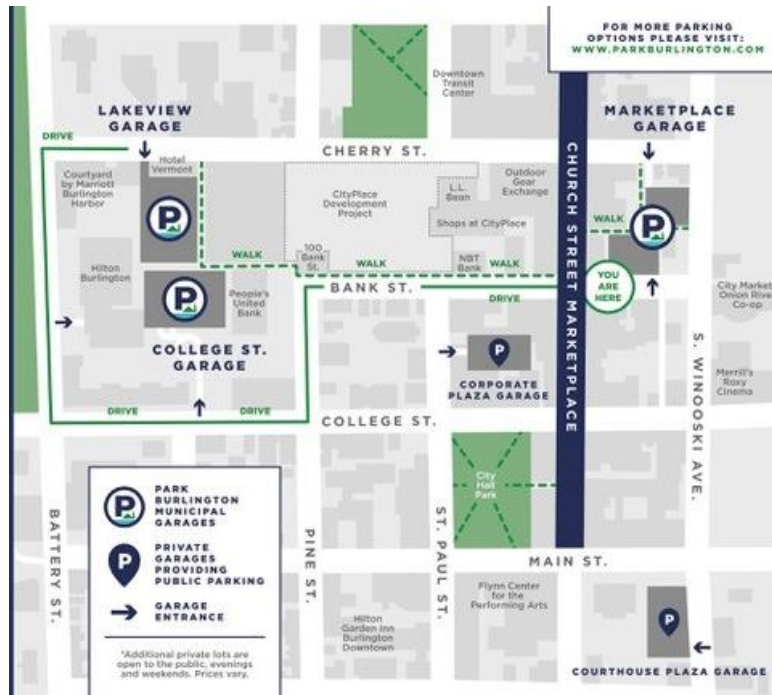 FOR MORE PARKING
OPTIONS PLEASE VISIT:
WWW.PARKBURLINGTON.COM
Downtown
Transit
Center
LAKEVIEW
GARAGE
MARKETPLACE
GARAGE
DRIVE
CHERRY ST.
Hotel
Vermont
Courtyard
by Marriott
Burlington
Harbor
P
CityPlace
Development
Project
L.L.
Bean
Outdoor
Gear
Exchange
Shops at CityPlace
CHURCH STREET MARKETPLACE
WALK
P
Hilton
Burlington
WALK
100
Bank
St.
WALK
NBT
Bank
WALK
YOU
ARE
HERE
P
People's
United
Bank
BANK ST.
DRIVE
City Market
Onion River
Co-op
COLLEGE ST.
GARAGE
P
CORPORATE
PLAZA GARAGE
S. WINOOSKI AVE.
Merrill's
Roxy
Cinema
DRIVE
DRIVE
COLLEGE ST.
City
Hall
Park
BATTERY ST.
P
PARK
BURLINGTON
MUNICIPAL
GARAGES
P
PRIVATE
GARAGES
PROVIDING
PUBLIC PARKING
GARAGE
ENTRANCE
*Additional private lots are
open to the public, evenings
and weekends. Prices vary.
PINE ST.
ST. PAUL ST.
MAIN ST.
Flynn Center
for the
Performing Arts
Hilton
Garden Inn
Burlington
Downtown
P
COURTHOUSE PLAZA GARAGE